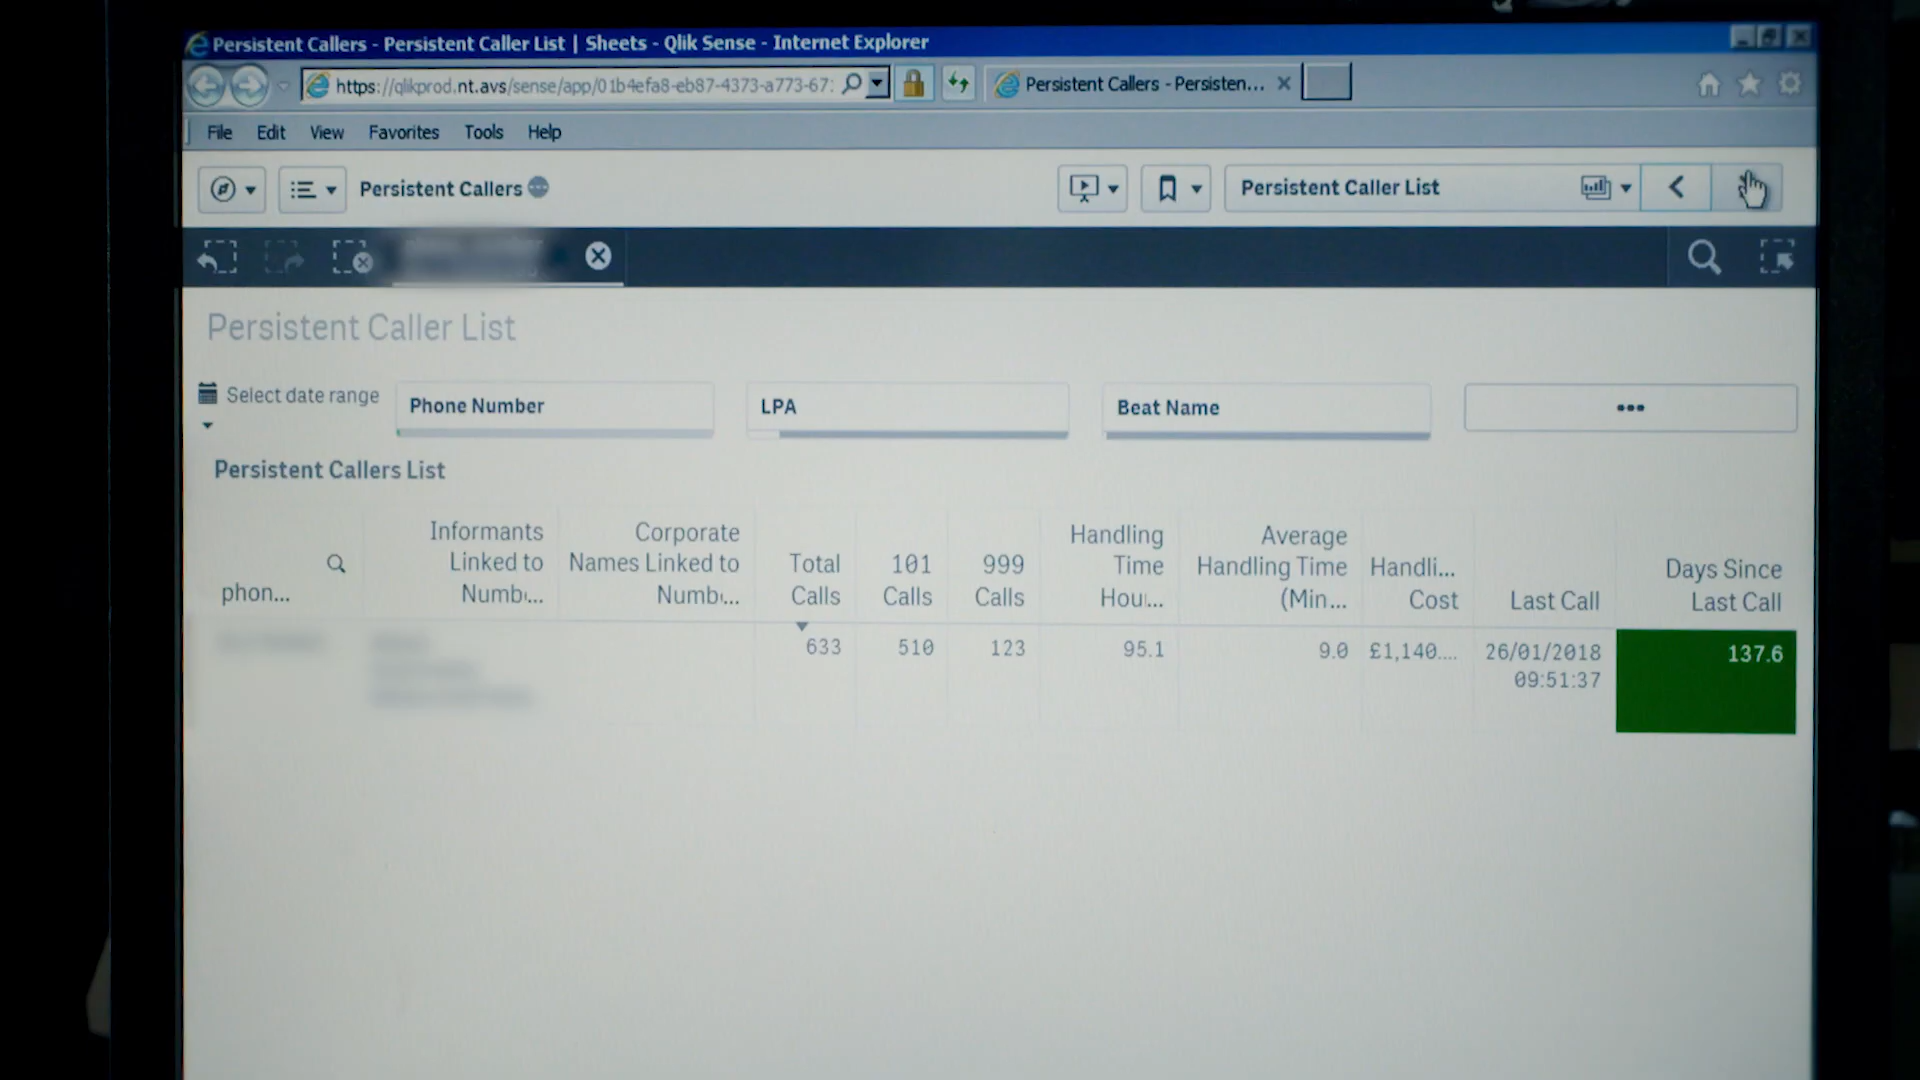 Persistent Callers - Persistent Caller List | Sheets - Qlik Sense - Internet Explorer
https://qlikprod.nt.avs/sense/app/01b4efa8-eb87-4373-a773-67:
Persistent Callers - Persisten...
File Edit View Favorites Tools Help
Persistent Callers
Persistent Caller List
Persistent Caller List
Select date range
Phone Number
LPA
Beat Name
Persistent Callers List
phon...
Informants
Linked to
Numb...
Corporate
Names Linked to
Numb...
Total
Calls
101
Calls
999
Calls
Handling
Time
Hou...
Average
Handling Time
(Min...
Handli...
Cost
Last Call
Days Since
Last Call
633
510
123
95.1
9.0
£1,140....
26/01/2018
09:51:37
137.6